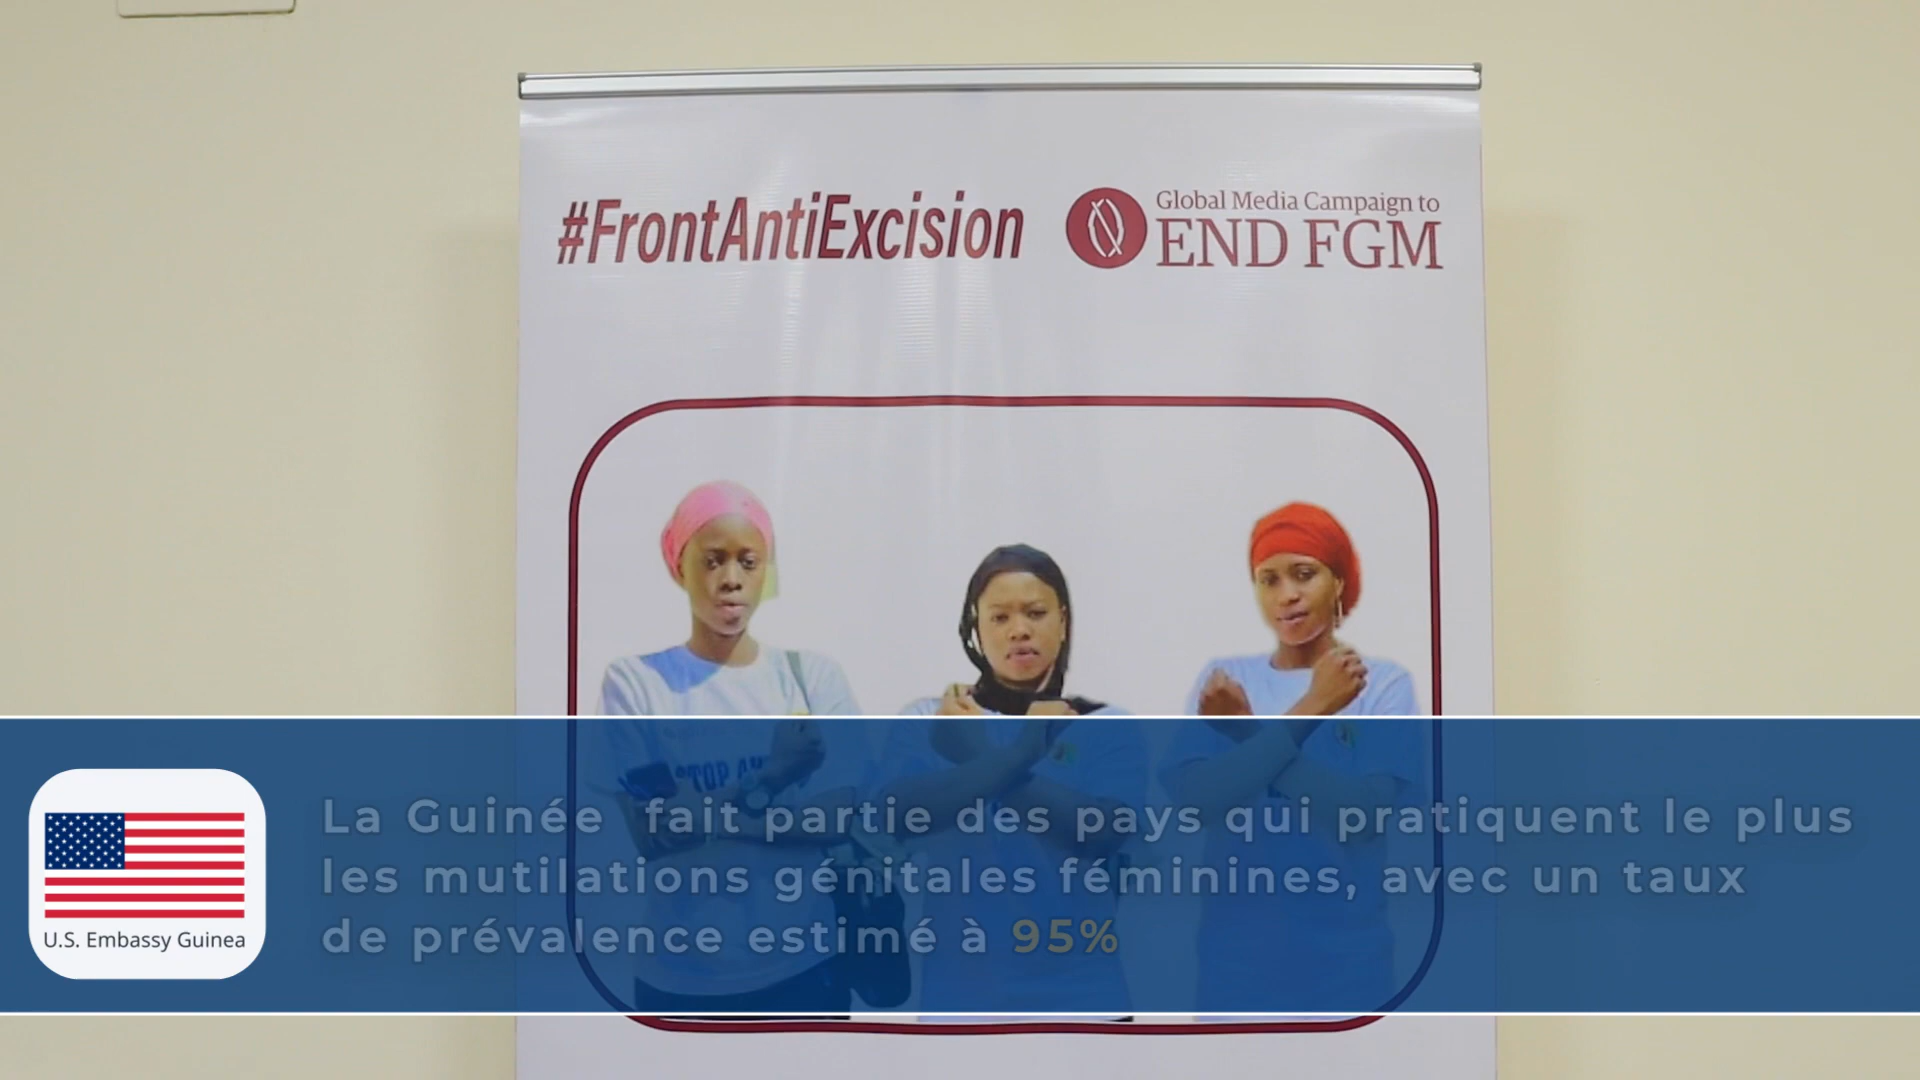 #FrontAntiExcision
Global Media Campaign to
END FGM
STOP
La Guinée fait partie des pays qui pratiquent le plus
les mutilations génitales féminines, avec un taux
de prévalence estimé à 95%
U.S. Embassy Guinea